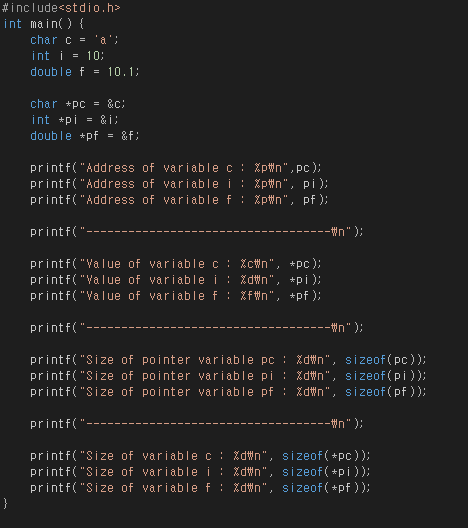 #include<stdio.h>
int main() {
char c = 'a';
int i = 10;
double f = 10.1;
char *pc = &c;
int *pi = &i;
double *pf = &f;
printf("Address of variable c : %p₩n",pc);
printf("Address of variable i : %p₩n", pi);
printf("Address of variable f : %p₩n", pf);
printf("-----------------------------------₩n");
printf("Value of variable c : %c₩n", *pc);
printf("Value of variable i : %d₩n", *pi);
printf("Value of variable f : %f₩n", *pf);
printf("-----------------------------------₩n");
printf("Size of pointer variable pc : %d₩n", sizeof(pc));
printf("Size of pointer variable pi : %d₩n", sizeof(pi));
printf("Size of pointer variable pf : %d₩n", sizeof(pf));
printf("-----------------------------------₩n");
printf("Size of variable c : %d₩n", sizeof(*pc));
printf("Size of variable i : %d₩n", sizeof(*pi));
printf("Size of variable f : %d₩n", sizeof(*pf));
}